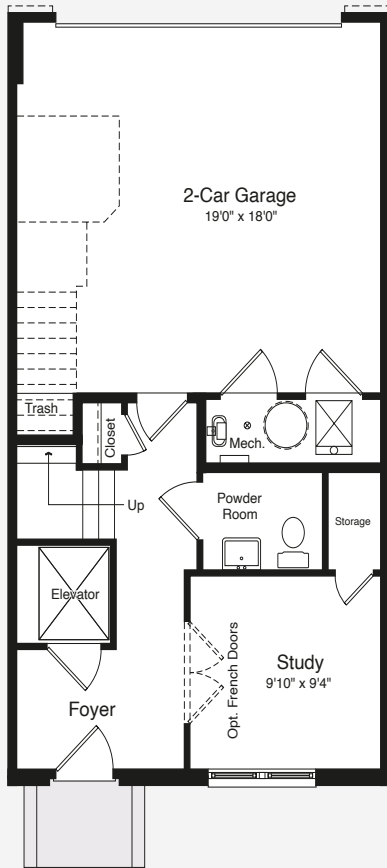 2-Car Garage
19'0" x 18'0"
Trash
Closet
Mech.
Up
Powder
Room
Storage
Elevator
Opt. French Doors
Study
9'10" x 9'4"
Foyer